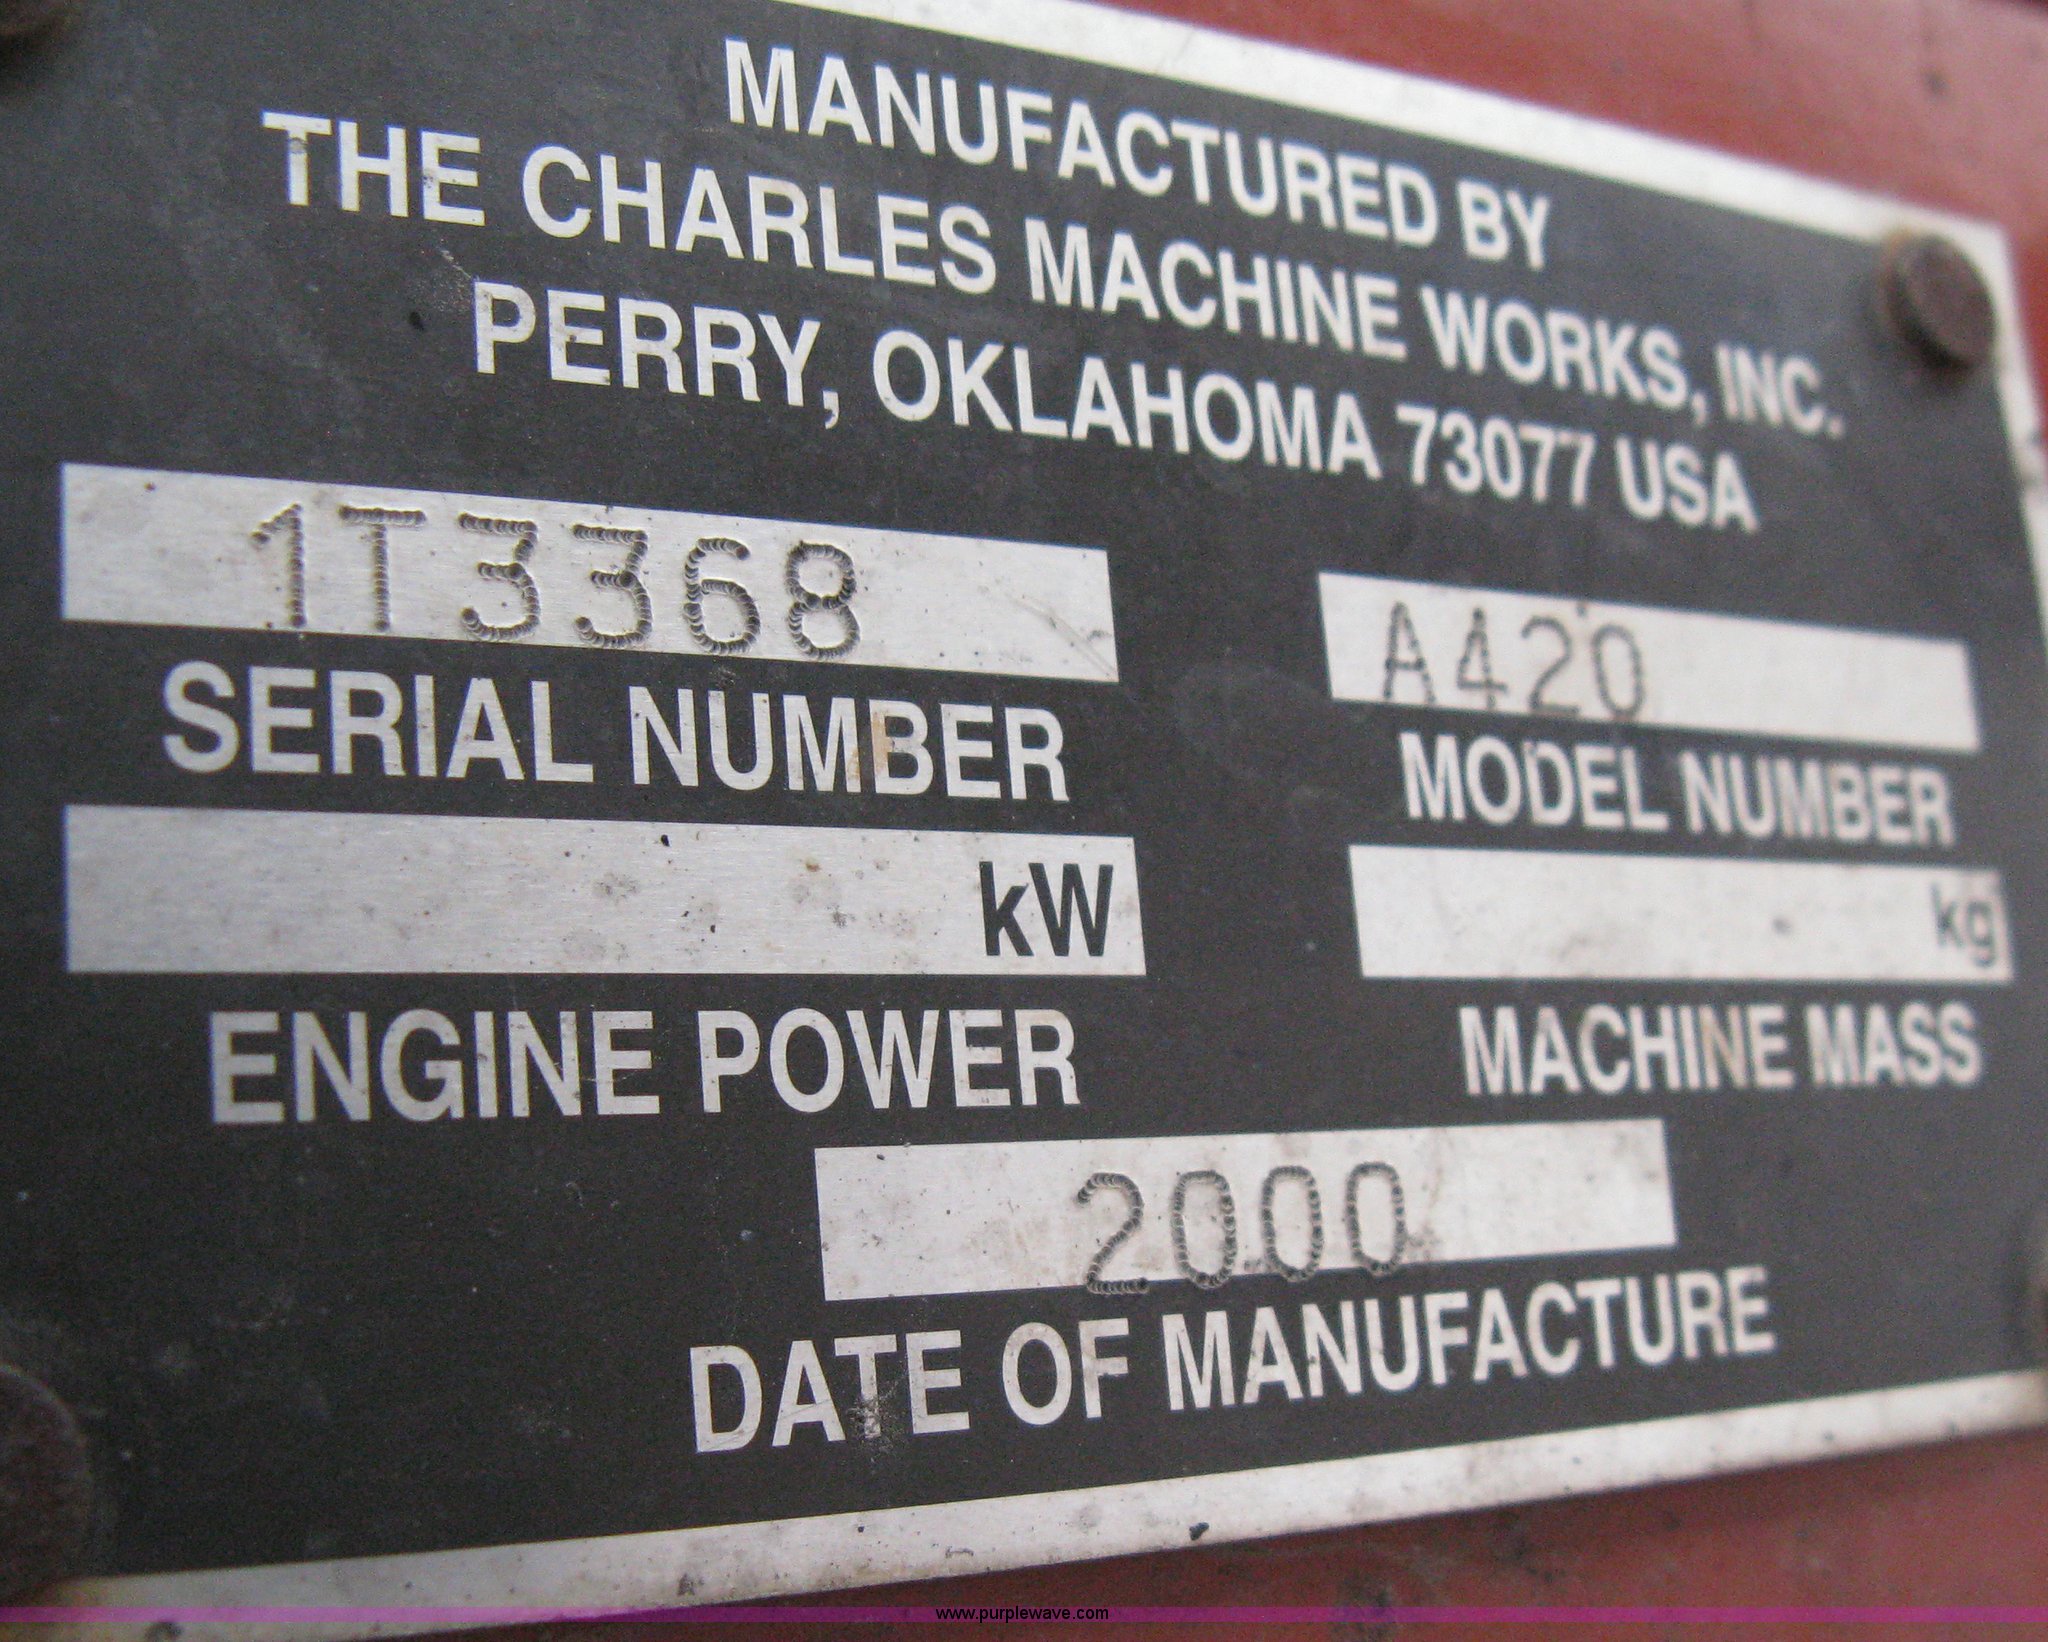 MANUFACTURED BY
THE CHARLES MACHINE WORKS, INC.
PERRY, OKLAHOMA 73077 USA
1T3368 A420
SERIAL NUMBER MODEL NUMBER
kW kg
ENGINE POWER MACHINE MASS
2000
DATE OF MANUFACTURE
www.purplewave.com